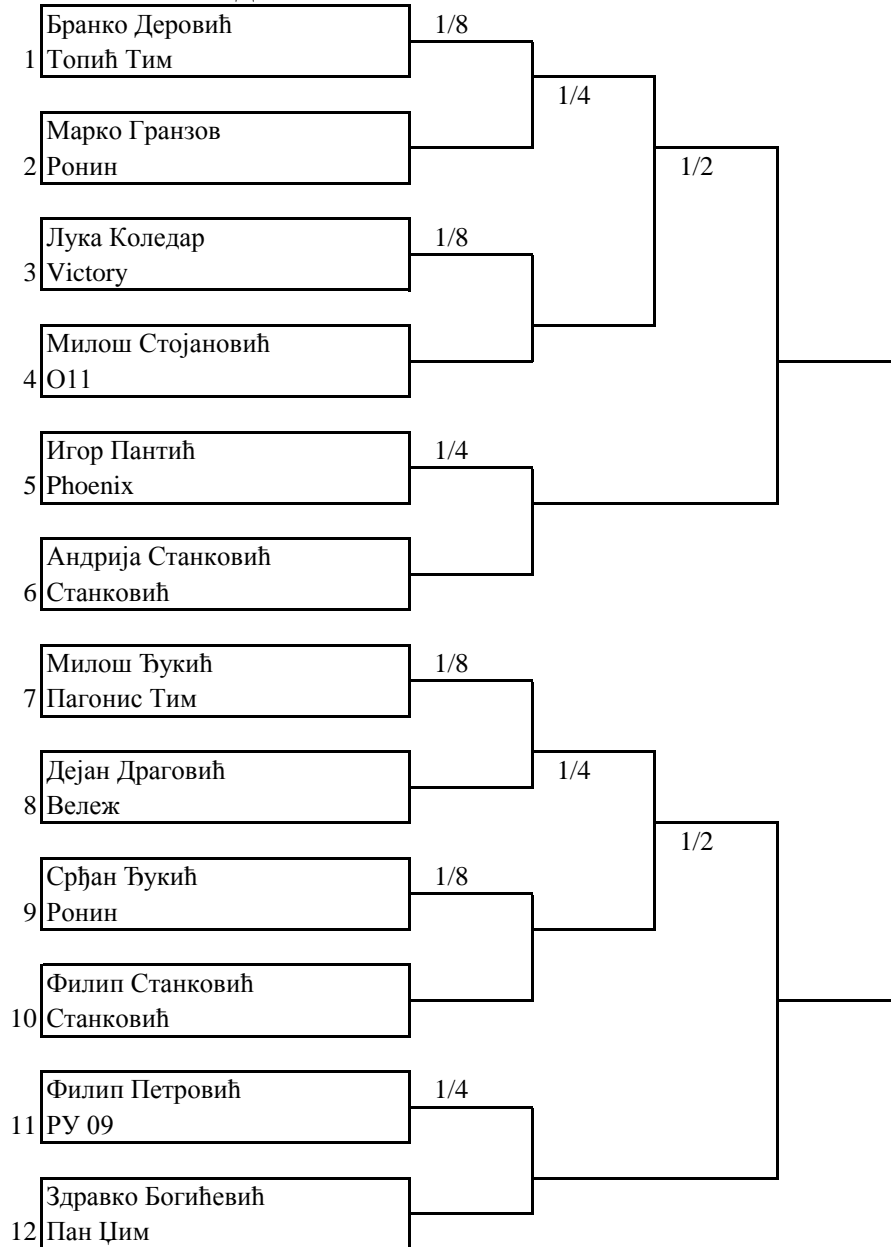 Бранко Деровић
1/8
1 Топић Тим
1/4
Марко Гранзов
2 Ронин
1/2
Лука Коледар
1/8
3 Victory
Милош Стојановић
4 О11
Игор Пантић
1/4
5 Phoenix
Андрија Станковић
6 Станковић
Милош Ђукић
1/8
7 Пагонис Тим
Дејан Драговић
1/4
8 Вележ
1/2
Срђан Ђукић
1/8
9 Ронин
Филип Станковић
10 Станковић
Филип Петровић
1/4
11 РУ 09
Здравко Богићевић
12 Пан Џим